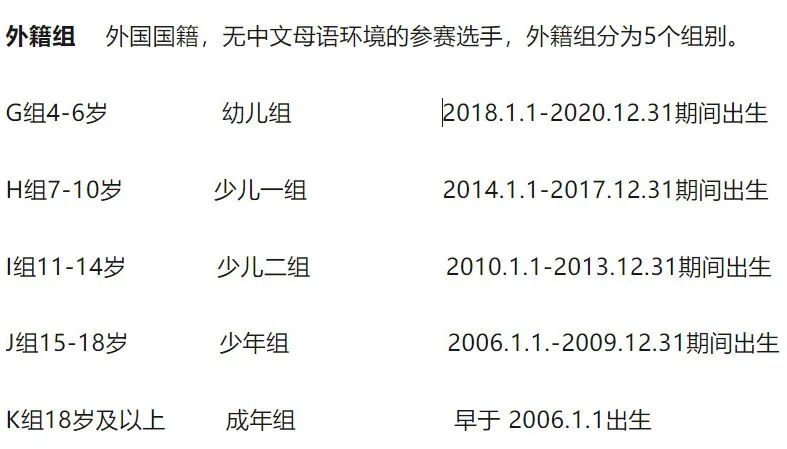 外籍组 外国国籍，无中文母语环境的参赛选手，外籍组分为5个组别。
G组4-6岁 幼儿组 2018.1.1-2020.12.31期间出生
H组7-10岁 少儿一组 2014.1.1-2017.12.31期间出生
I组11-14岁 少儿二组 2010.1.1-2013.12.31期间出生
J组15-18岁 少年组 2006.1.1.-2009.12.31期间出生
K组18岁及以上 成年组 早于 2006.1.1出生